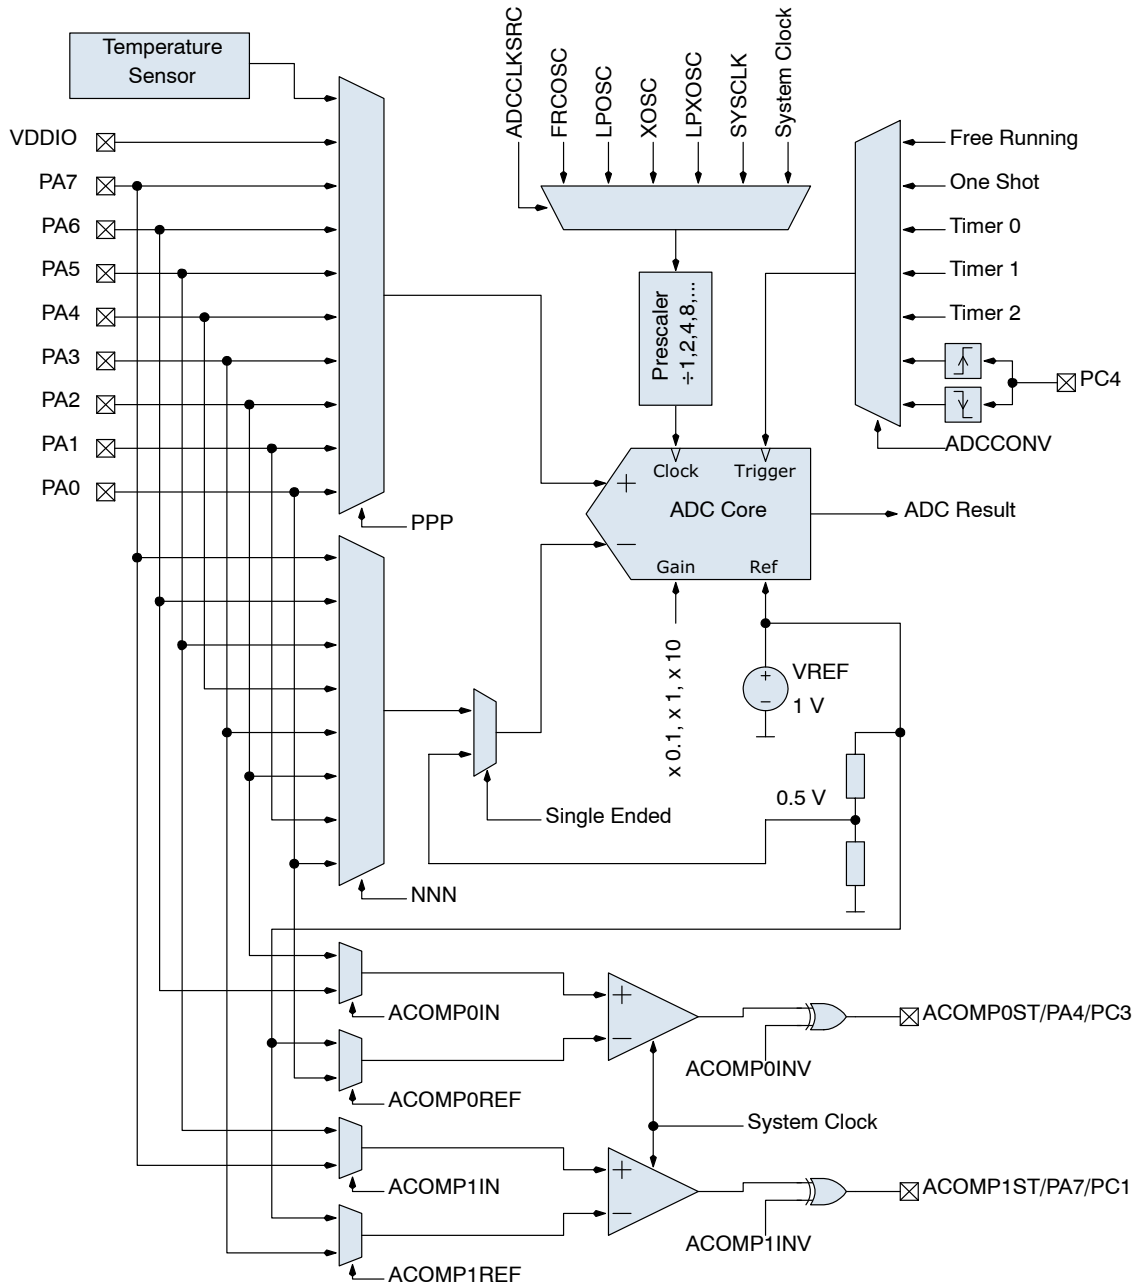 Temperature
Sensor
VDDIO
PA7
PA6
PA5
PA4
PA3
PA2
PA1
PA0
PPP
NNN
ADCCLKSRC
FRCOSC
LPOSC
XOSC
LPXOSC
SYSCLK
System Clock
Prescaler
÷1,2,4,8,...
Free Running
One Shot
Timer 0
Timer 1
Timer 2
PC4
ADCCONV
Clock
Trigger
+
ADC Core
−
Gain
Ref
ADC Result
x 0.1, x 1, x 10
+
−
VREF
1 V
0.5 V
Single Ended
ACOMP0IN
ACOMP0REF
+
−
ACOMP0INV
ACOMP0ST/PA4/PC3
System Clock
ACOMP1IN
ACOMP1REF
+
−
ACOMP1INV
ACOMP1ST/PA7/PC1